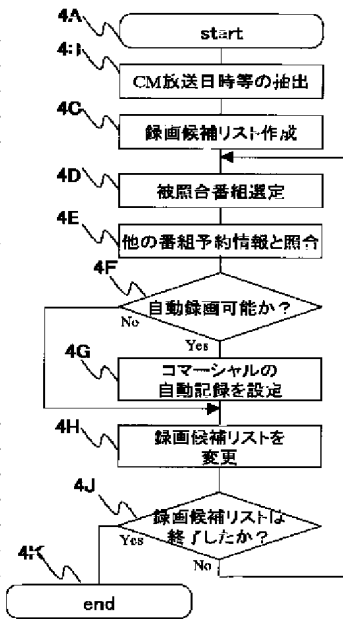 4A
start
4B
CM放送日時等の抽出
4C
録画候補リスト作成
4D
被照合番組選定
4E
他の番組予約情報と照合
4F
自動録画可能か?
No
Yes
4G
コマーシャルの
自動記録を設定
4H
録画候補リストを
変更
4J
録画候補リストは
終了したか?
Yes
No
4K
end